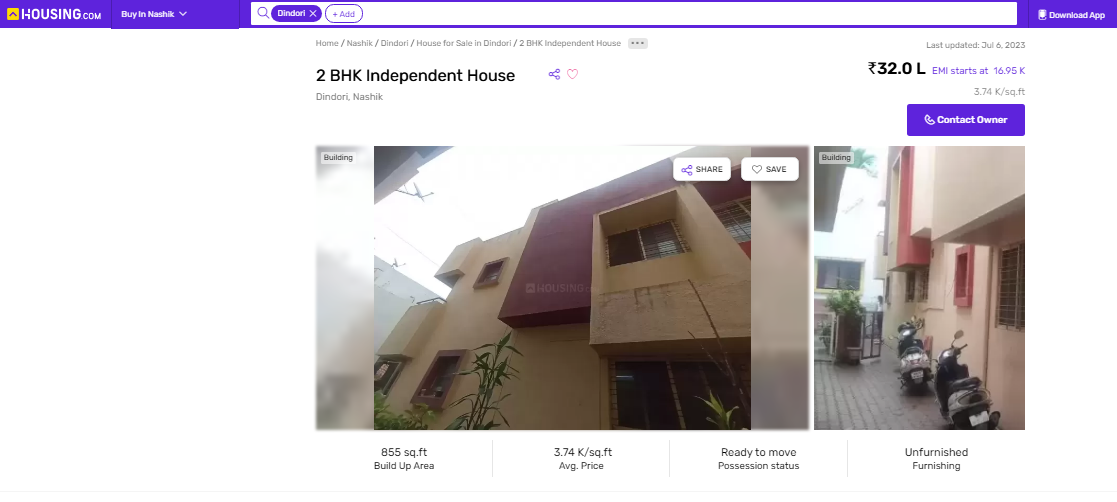 HOUSING.COM
Buy In Nashik
Dindori
+ Add
Download App
Home / Nashik / Dindori / House for Sale in Dindori / 2 BHK Independent House
Last updated: Jul 6, 2023
2 BHK Independent House
₹32.0 L EMI starts at 16.95 K
Dindori, Nashik
3.74 K/sq.ft
Contact Owner
Building
SHARE
SAVE
Building
HOUSING
855 sq.ft
Build Up Area
3.74 K/sq.ft
Avg. Price
Ready to move
Possession status
Unfurnished
Furnishing